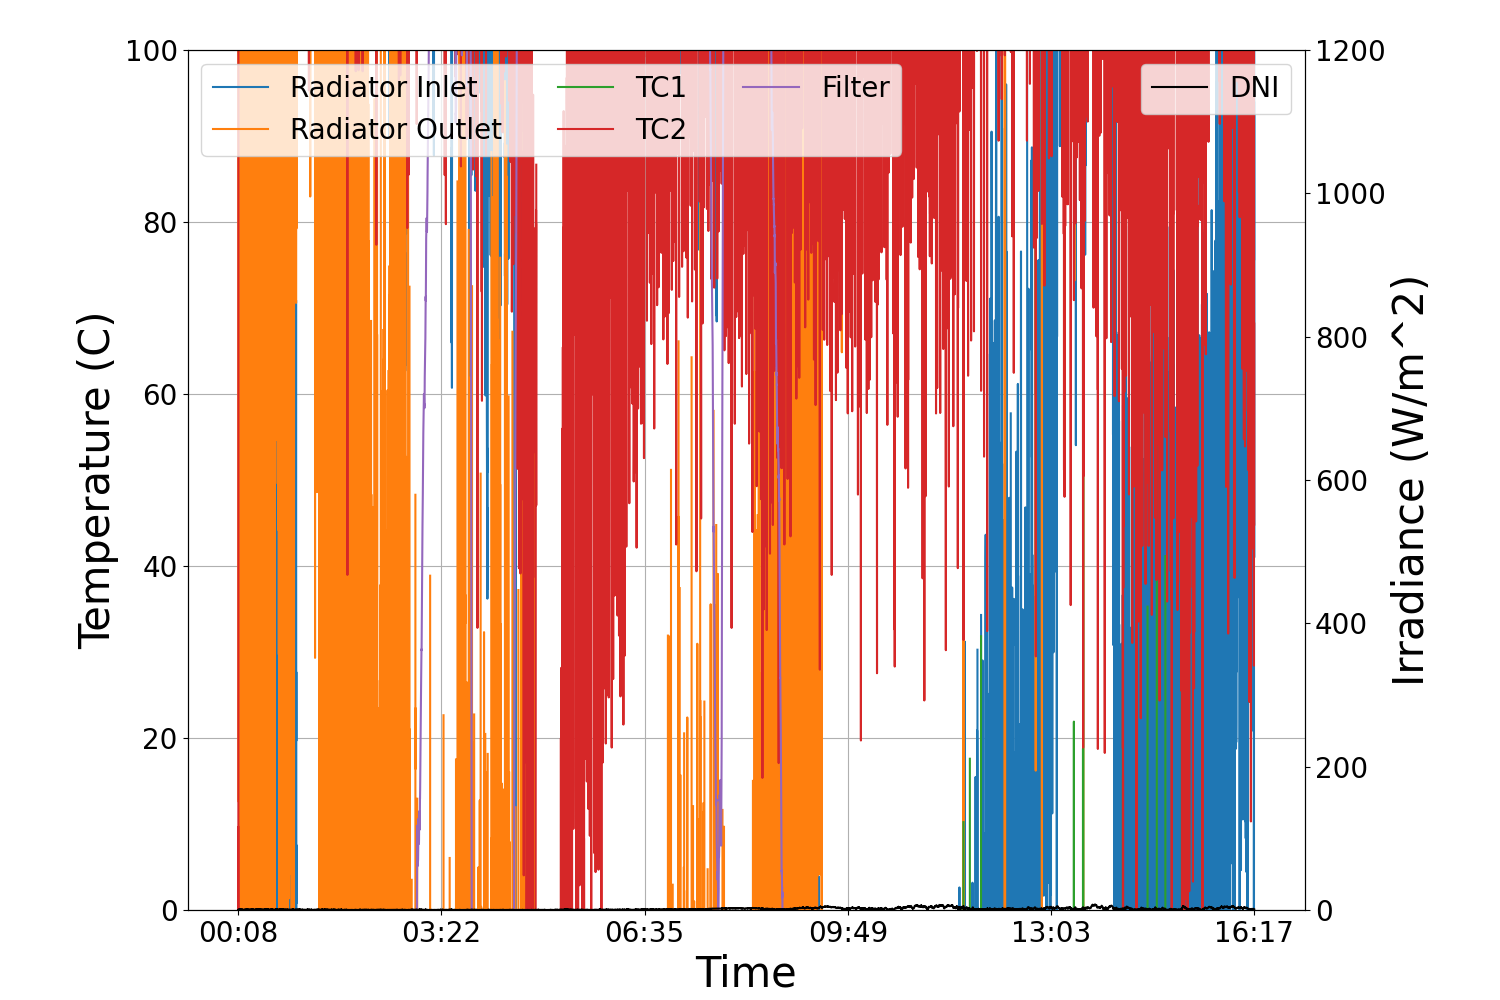 100
80
60
40
20
0
Temperature (C)
Radiator Inlet
Radiator Outlet
TC1
TC2
Filter
DNI
1200
1000
800
600
400
200
0
Irradiance (W/m^2)
00:08
03:22
06:35
09:49
13:03
16:17
Time